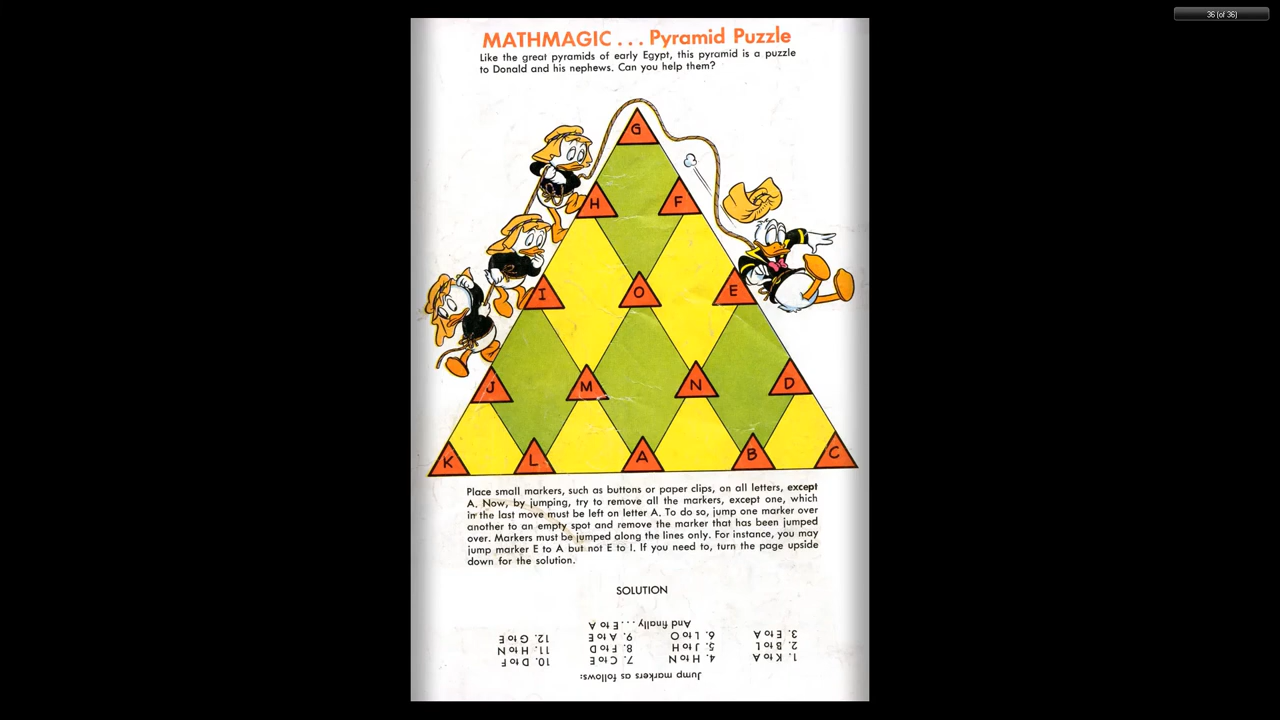 36 (of 36)
MATHMAGIC . . . Pyramid Puzzle
Like the great pyramids of early Egypt, this pyramid is a puzzle
to Donald and his nephews. Can you help them?
G
H F
I O E
J M N D
K L A B C
Place small markers, such as buttons or paper clips, on all letters, except
A. Now, by jumping, try to remove all the markers, except one, which
in the last move must be left on letter A. To do so, jump one marker over
another to an empty spot and remove the marker that has been jumped
over. Markers must be jumped along the lines only. For instance, you may
jump marker E to A but not E to I. If you need to, turn the page upside
down for the solution.
SOLUTION
Jump markers as follows:
1. K to A 4. H to N 7. C to E 10. D to F
2. B to L 5. J to H 8. F to D 11. H to N
3. E to A 6. L to O 9. A to E 12. G to E
And finally . . . E to A